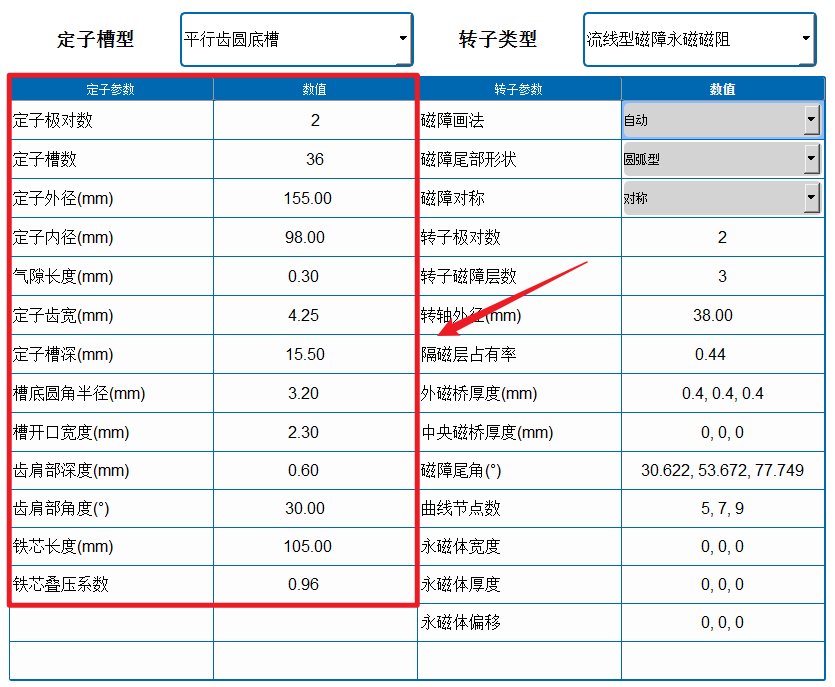 定子槽型 平行齿圆底槽 转子类型 流线型磁障永磁磁阻
定子参数 数值 转子参数 数值
定子极对数 2 磁障画法 自动
定子槽数 36 磁障尾部形状 圆弧型
定子外径(mm) 155.00 磁障对称 对称
定子内径(mm) 98.00 转子极对数 2
气隙长度(mm) 0.30 转子磁障层数 3
定子齿宽(mm) 4.25 转轴外径(mm) 38.00
定子槽深(mm) 15.50 隔磁层占有率 0.44
槽底圆角半径(mm) 3.20 外磁桥厚度(mm) 0.4, 0.4, 0.4
槽开口宽度(mm) 2.30 中央磁桥厚度(mm) 0, 0, 0
齿肩部深度(mm) 0.60 磁障尾角(°) 30.622, 53.672, 77.749
齿肩部角度(°) 30.00 曲线节点数 5, 7, 9
铁芯长度(mm) 105.00 永磁体宽度 0, 0, 0
铁芯叠压系数 0.96 永磁体厚度 0, 0, 0
永磁体偏移 0, 0, 0